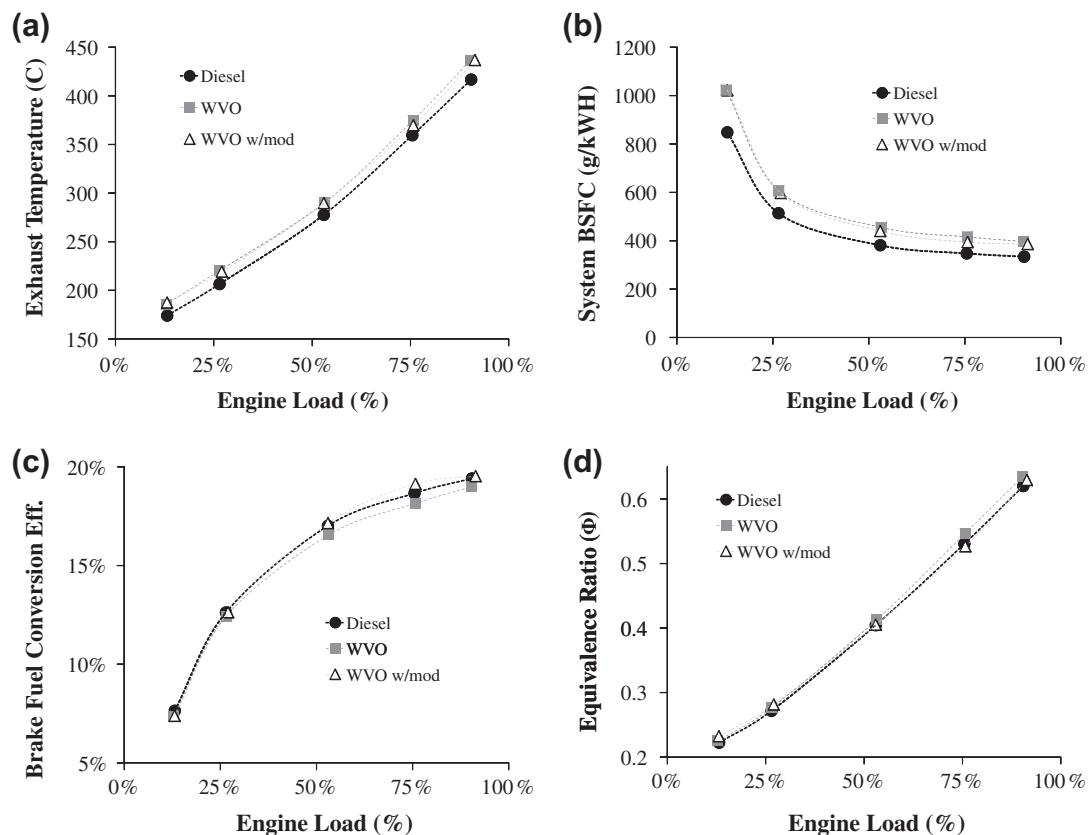 (a)
Exhaust Temperature (C)
450
400
350
300
250
200
150
0% 25% 50% 75% 100%
Engine Load (%)
Diesel
WVO
WVO w/mod
(b)
System BSFC (g/kWH)
1200
1000
800
600
400
200
0
0% 25% 50% 75% 100%
Engine Load (%)
Diesel
WVO
WVO w/mod
(c)
Brake Fuel Conversion Eff.
20%
15%
10%
5%
0% 25% 50% 75% 100%
Engine Load (%)
Diesel
WVO
WVO w/mod
(d)
Equivalence Ratio (Φ)
0.6
0.5
0.4
0.3
0.2
0% 25% 50% 75% 100%
Engine Load (%)
Diesel
WVO
WVO w/mod